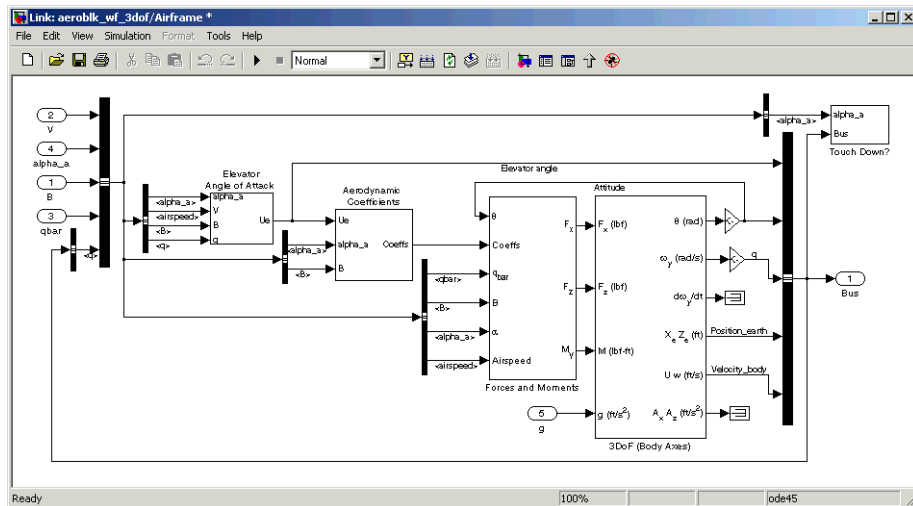 Link: aeroblk_wf_3dof/Airframe *
File Edit View Simulation Format Tools Help
Normal
2
V
4
alpha_a
1
B
3
qbar
<q>
Elevator
Angle of Attack
alpha_a
V
B
q
Ue
<alpha_a>
<airspeed>
<B>
<q>
Aerodynamic
Coefficients
Ue
alpha_a
B
Coeffs
<alpha_a>
<B>
<qbar>
<B>
<alpha_a>
<airspeed>
θ
Coeffs
q_bar
B
α
Airspeed
F_x
F_z
M_y
Forces and Moments
Elevator angle
Attitude
F_x (lbf)
F_z (lbf)
M (lbf-ft)
g (ft/s²)
θ (rad)
ω_y (rad/s)
dω_y/dt
X_e Z_e (ft)
U w (ft/s)
A_x A_z (ft/s²)
3DoF (Body Axes)
5
g
q
Position_earth
Velocity_body
<alpha_a>
alpha_a
Bus
Touch Down?
1
Bus
Ready
100%
ode45